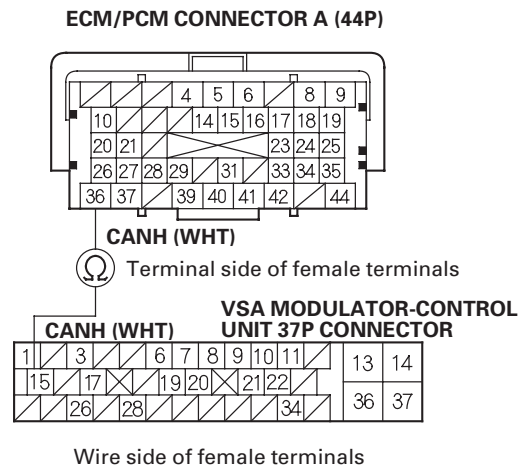 ECM/PCM CONNECTOR A (44P)
4 5 6 8 9
10 14 15 16 17 18 19
20 21 23 24 25
26 27 28 29 31 33 34 35
36 37 39 40 41 42 44
CANH (WHT)
Ω Terminal side of female terminals
VSA MODULATOR-CONTROL
CANH (WHT) UNIT 37P CONNECTOR
1 3 6 7 8 9 10 11 13 14
15 17 19 20 21 22
26 28 34 36 37
Wire side of female terminals